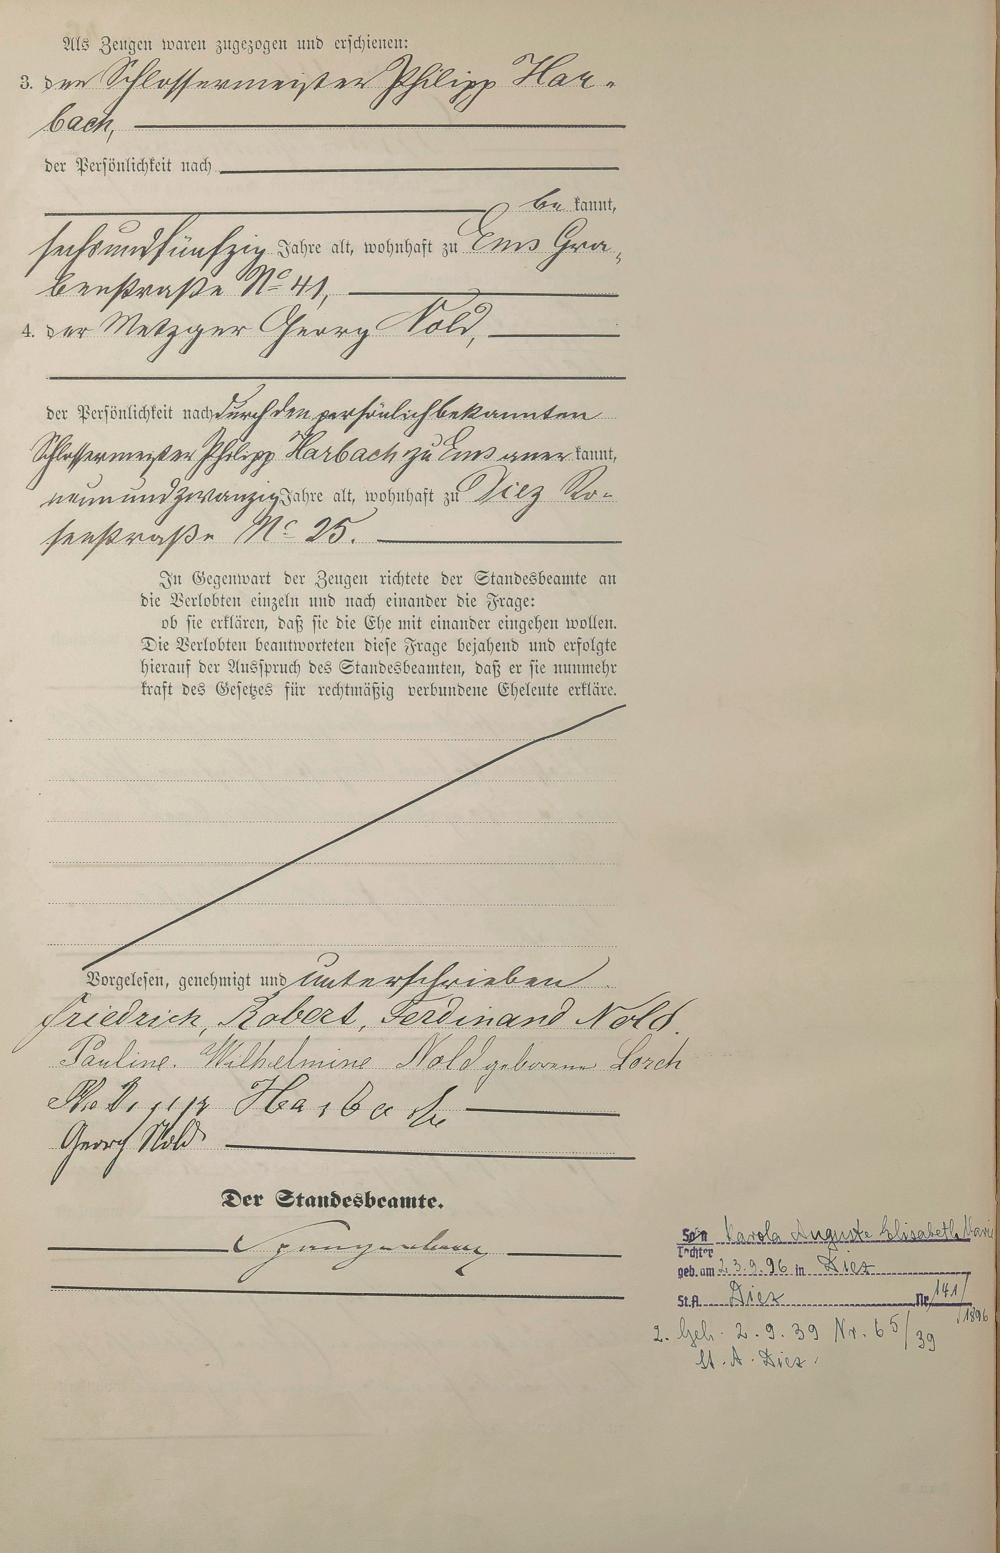 Als Zeugen waren zugezogen und erschienen:
3. der Schlossermeister Philipp Har-
bach,
der Persönlichkeit nach
be kannt,
sechsundfünfzig Jahre alt, wohnhaft zu Ems Gra-
benstraße No 41,
4. der Metzger Georg Nold,
der Persönlichkeit nach durch den persönlich bekannten
Schlossermeister Philipp Harbach zu Ems aner kannt,
neunundzwanzig Jahre alt, wohnhaft zu Diez Ro-
senstraße No 25.
In Gegenwart der Zeugen richtete der Standesbeamte an
die Verlobten einzeln und nach einander die Frage:
ob sie erklären, daß sie die Ehe mit einander eingehen wollen.
Die Verlobten beantworteten diese Frage bejahend und erfolgte
hierauf der Ausspruch des Standesbeamten, daß er sie nunmehr
kraft des Gesetzes für rechtmäßig verbundene Eheleute erkläre.
Vorgelesen, genehmigt und unterschrieben
Friedrich, Robert, Ferdinand Nold.
Pauline. Wilhelmine Nold geborene Lorch
Philipp Harbach
Georg Nold
Der Standesbeamte.
Sohn Karola Auguste Elisabeth Marie
Tochter
geb. am 23.9.96 in Diez
St.A. Diez Nr. 141/
1896
2. Geh. 2.9.39 Nr. 65/39
St. A. Diez.